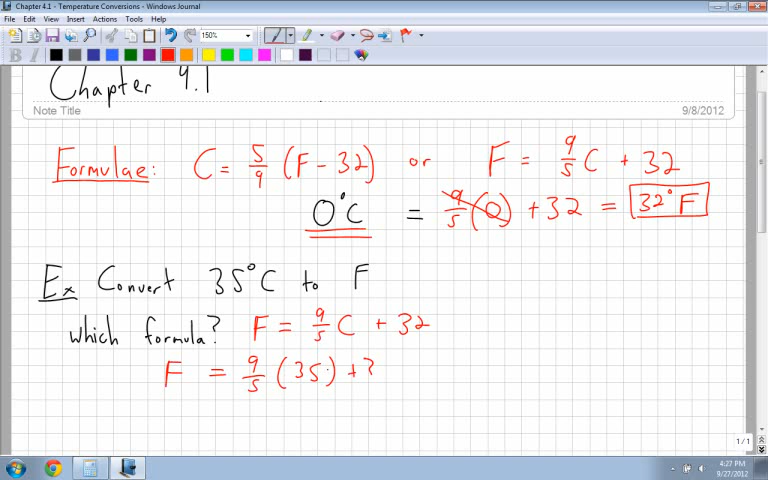 Chapter 4.1 - Temperature Conversions - Windows Journal
File Edit View Insert Actions Tools Help
150%
B I
Chapter 4.1
Note Title 9/8/2012
Formulae: C = 5/9 (F - 32) or F = 9/5 C + 32
0°C = 9/5 (0) + 32 = 32°F
Ex Convert 35°C to F
which formula? F = 9/5 C + 32
F = 9/5 (35) + 3
1 / 1
4:27 PM
9/27/2012